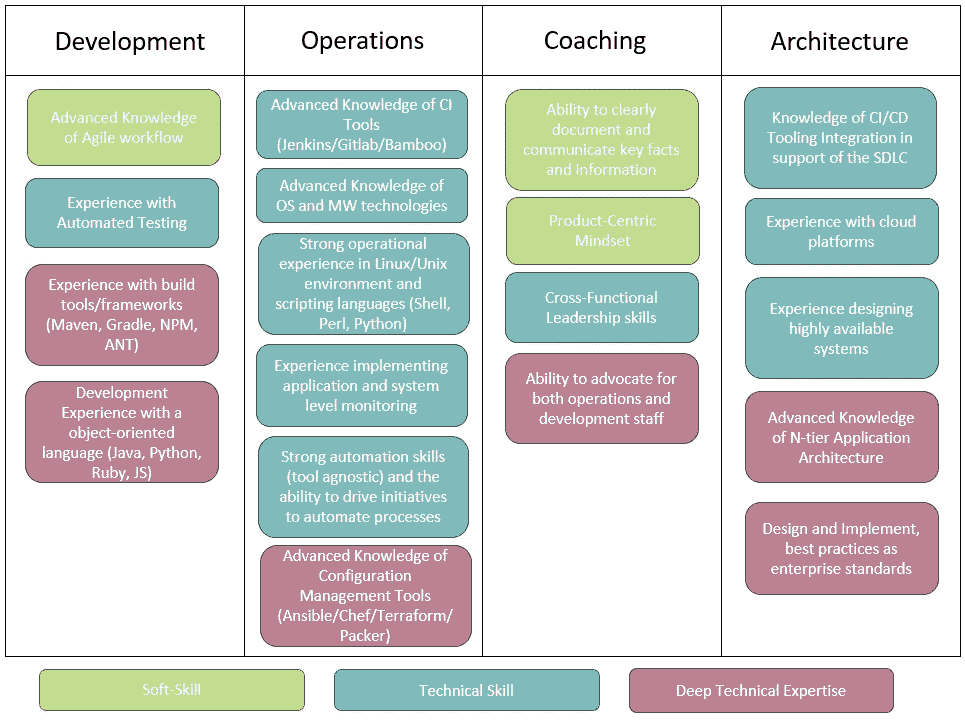 Development
Operations
Coaching
Architecture
Advanced Knowledge
of Agile workflow
Experience with
Automated Testing
Experience with build
tools/frameworks
(Maven, Gradle, NPM,
ANT)
Development
Experience with a
object-oriented
language (Java, Python,
Ruby, JS)
Advanced Knowledge of CI
Tools
(Jenkins/Gitlab/Bamboo)
Advanced Knowledge of
OS and MW technologies
Strong operational
experience in Linux/Unix
environment and
scripting languages (Shell,
Perl, Python)
Experience implementing
application and system
level monitoring
Strong automation skills
(tool agnostic) and the
ability to drive initiatives
to automate processes
Advanced Knowledge of
Configuration
Management Tools
(Ansible/Chef/Terraform/
Packer)
Ability to clearly
document and
communicate key facts
and information
Product-Centric
Mindset
Cross-Functional
Leadership skills
Ability to advocate for
both operations and
development staff
Knowledge of CI/CD
Tooling Integration in
support of the SDLC
Experience with cloud
platforms
Experience designing
highly available
systems
Advanced Knowledge
of N-tier Application
Architecture
Design and Implement,
best practices as
enterprise standards
Soft-Skill
Technical Skill
Deep Technical Expertise